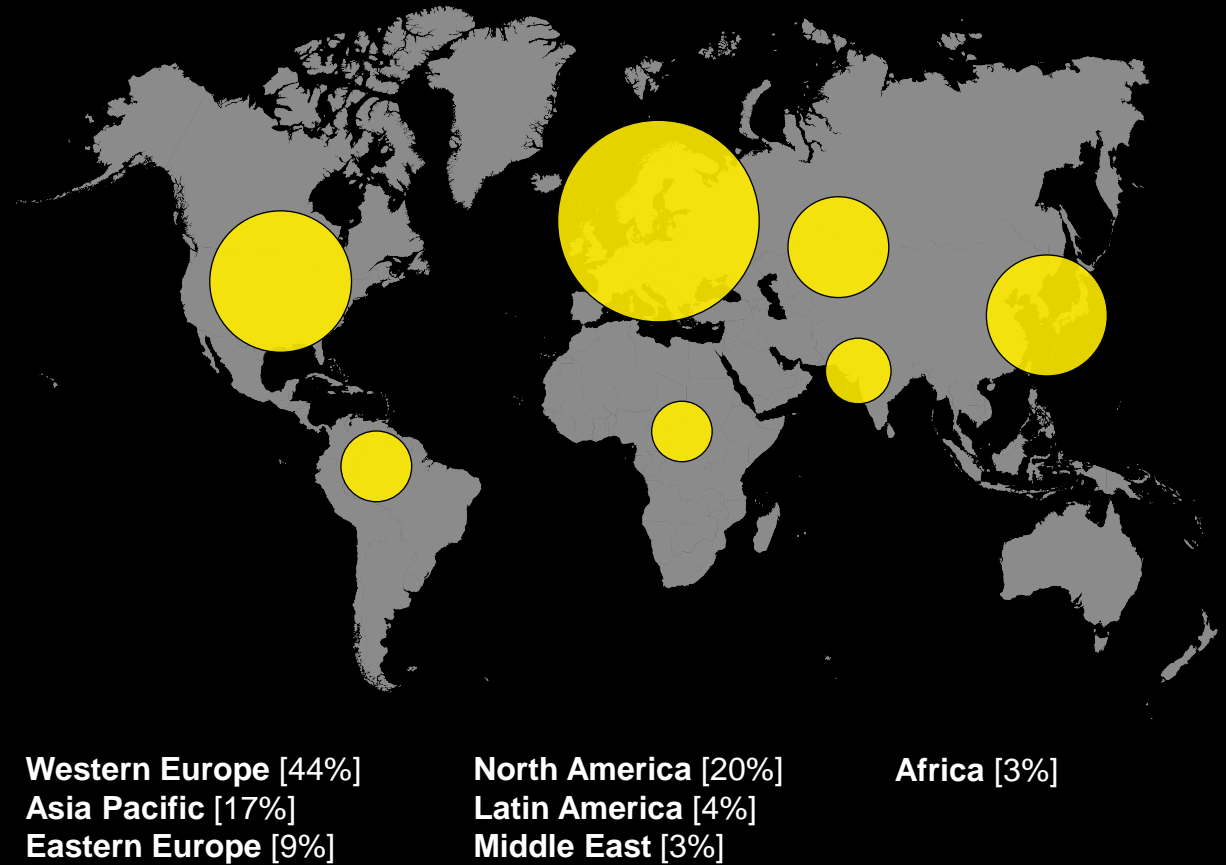 Western Europe [44%]
Asia Pacific [17%]
Eastern Europe [9%]
North America [20%]
Latin America [4%]
Middle East [3%]
Africa [3%]